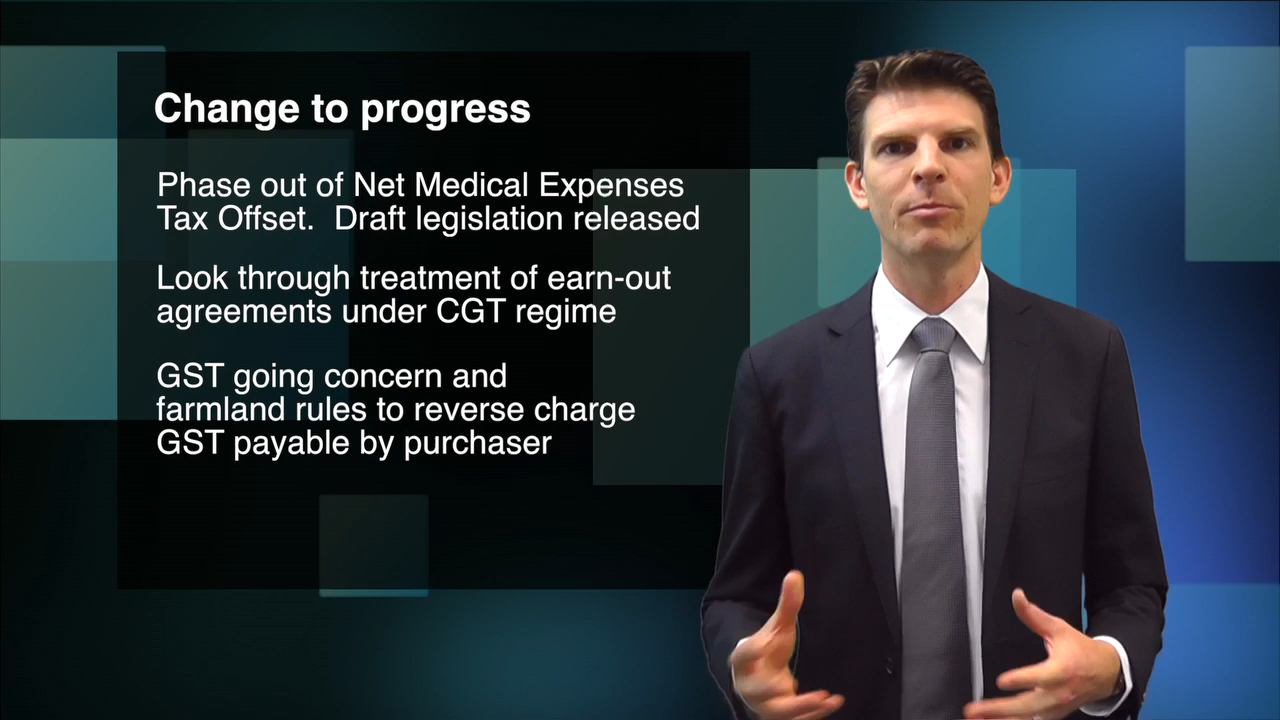 Change to progress
Phase out of Net Medical Expenses
Tax Offset.  Draft legislation released
Look through treatment of earn-out
agreements under CGT regime
GST going concern and
farmland rules to reverse charge
GST payable by purchaser